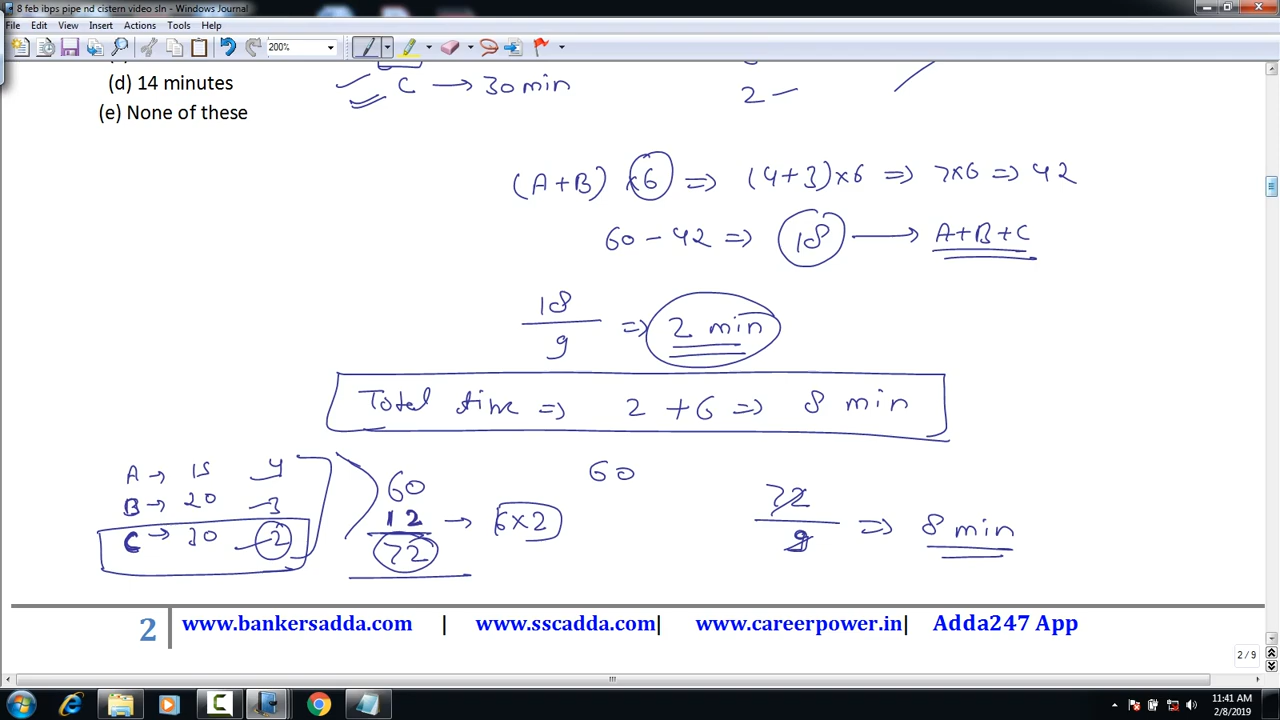 8 feb ibps pipe nd cistern video sln - Windows Journal
File Edit View Insert Actions Tools Help
200%
(d) 14 minutes
C → 30 min
2 -
(e) None of these
(A+B) ×6 ⇒ (4+3)×6 ⇒ 7×6 ⇒ 42
60 - 42 ⇒ 18 → A+B+C
18
9
⇒ 2 min
Total time ⇒ 2 + 6 ⇒ 8 min
A → 15 4
B → 20 3
C → 30 2
60
12 → 6×2
72
60
72
9
⇒ 8 min
2 www.bankersadda.com | www.sscadda.com| www.careerpower.in| Adda247 App
2 / 9
11:41 AM
2/8/2019